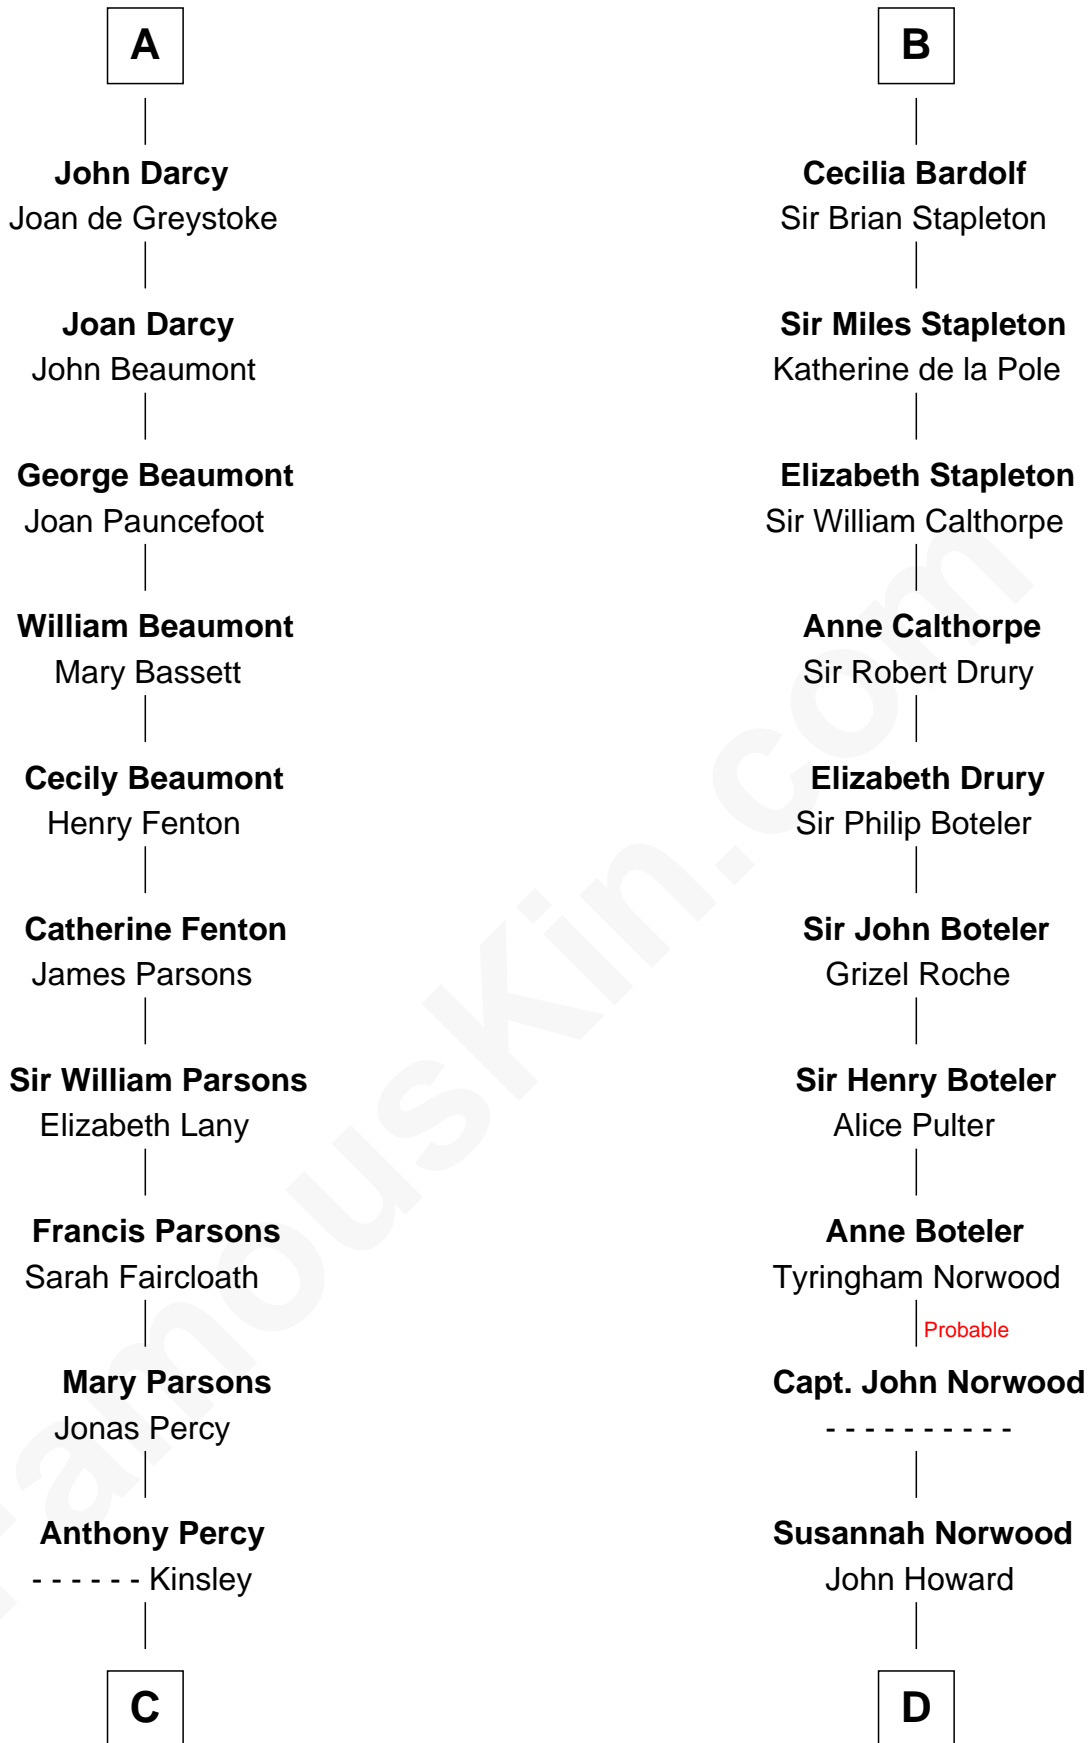 A
John Darcy
Joan de Greystoke
Joan Darcy
John Beaumont
George Beaumont
Joan Pauncefoot
William Beaumont
Mary Bassett
Cecily Beaumont
Henry Fenton
Catherine Fenton
James Parsons
Sir William Parsons
Elizabeth Lany
Francis Parsons
Sarah Faircloath
Mary Parsons
Jonas Percy
Anthony Percy
- - - - - - Kinsley
C
B
Cecilia Bardolf
Sir Brian Stapleton
Sir Miles Stapleton
Katherine de la Pole
Elizabeth Stapleton
Sir William Calthorpe
Anne Calthorpe
Sir Robert Drury
Elizabeth Drury
Sir Philip Boteler
Sir John Boteler
Grizel Roche
Sir Henry Boteler
Alice Pulter
Anne Boteler
Tyringham Norwood
Probable
Capt. John Norwood
- - - - - - - - - -
Susannah Norwood
John Howard
D
FamousKin.com